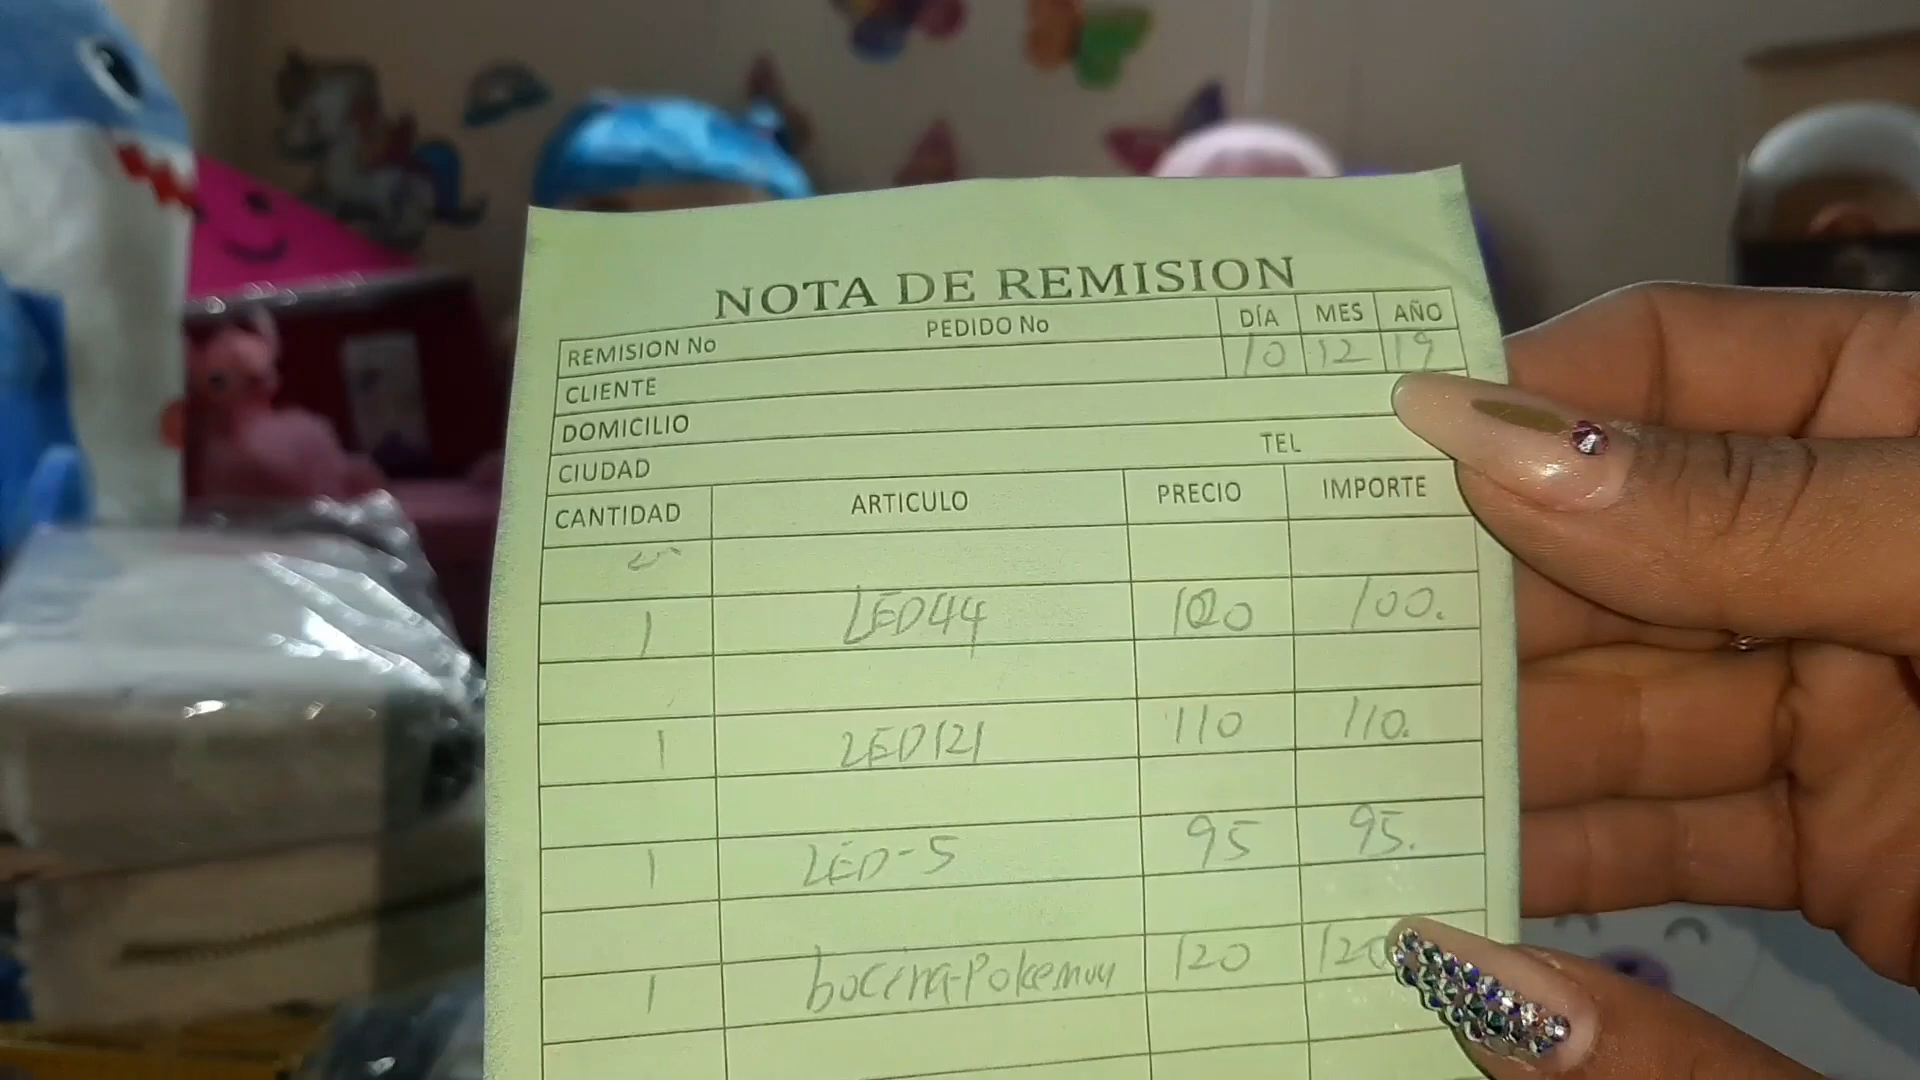 NOTA DE REMISION
REMISION No PEDIDO No DÍA MES AÑO
10 12 19
CLIENTE
DOMICILIO
CIUDAD TEL
CANTIDAD ARTICULO PRECIO IMPORTE
1 LED44 100 100.
1 LED121 110 110.
1 LED-5 95 95.
1 bocina-Pokemon 120 120